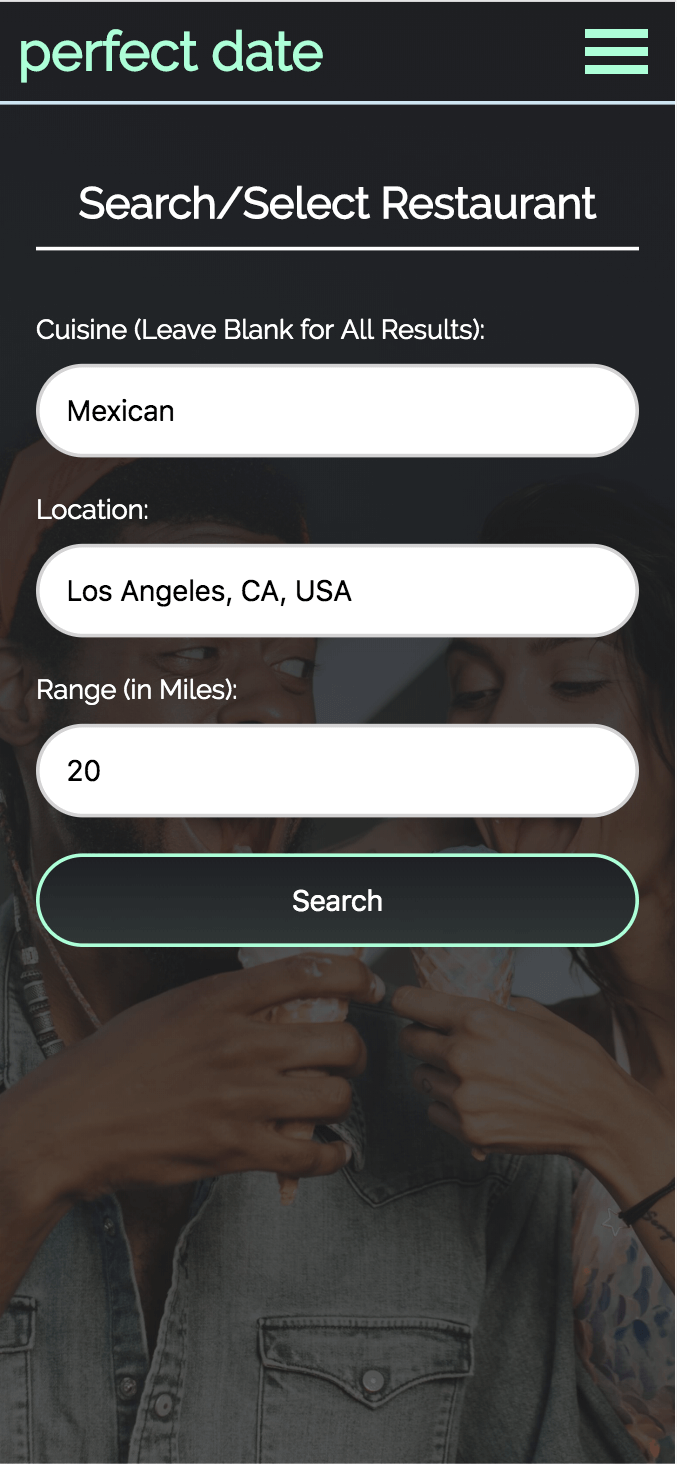 perfect date
Search/Select Restaurant
Cuisine (Leave Blank for All Results):
Mexican
Location:
Los Angeles, CA, USA
Range (in Miles):
20
Search